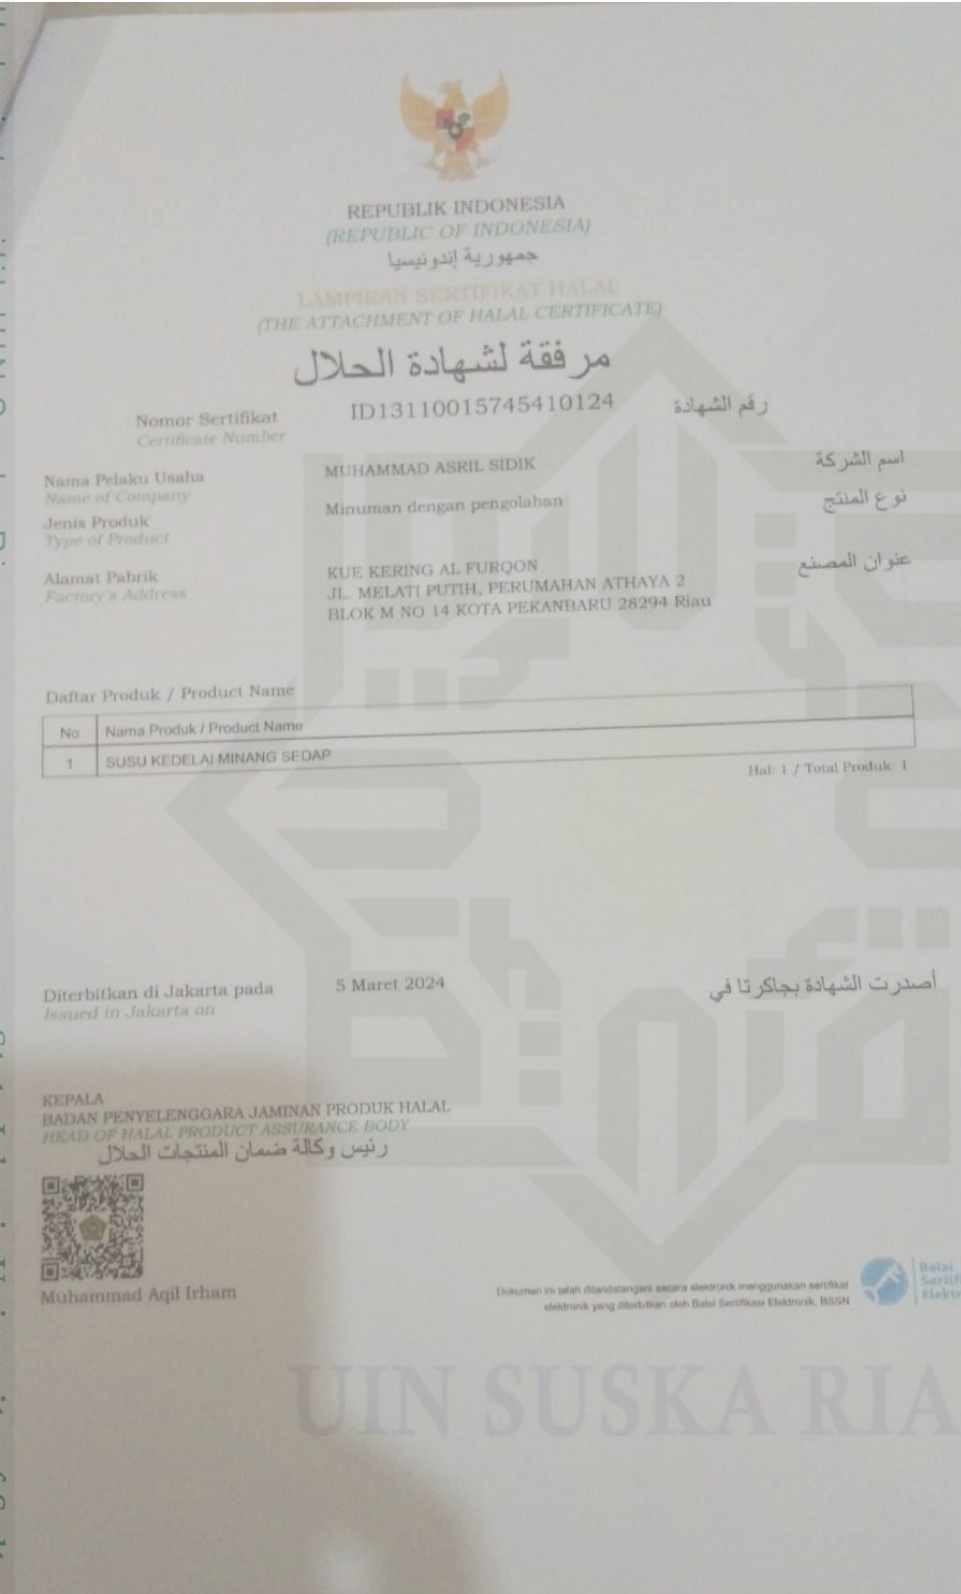 REPUBLIK INDONESIA
(REPUBLIC OF INDONESIA)
جمهورية إندونيسيا
LAMPIRAN SERTIFIKAT HALAL
(THE ATTACHMENT OF HALAL CERTIFICATE)
مرفقة لشهادة الحلال
Nomor Sertifikat ID13110015745410124 رقم الشهادة
Certificate Number
Nama Pelaku Usaha MUHAMMAD ASRIL SIDIK اسم الشركة
Name of Company
Jenis Produk Minuman dengan pengolahan نوع المنتج
Type of Product
Alamat Pabrik KUE KERING AL FURQON عنوان المصنع
Factory's Address JL. MELATI PUTIH, PERUMAHAN ATHAYA 2
BLOK M NO 14 KOTA PEKANBARU 28294 Riau
Daftar Produk / Product Name
No Nama Produk / Product Name
1 SUSU KEDELAI MINANG SEDAP
Hal: 1 / Total Produk: 1
Diterbitkan di Jakarta pada 5 Maret 2024 أصدرت الشهادة بجاكرتا في
Issued in Jakarta on
KEPALA
BADAN PENYELENGGARA JAMINAN PRODUK HALAL
HEAD OF HALAL PRODUCT ASSURANCE BODY
رئيس وكالة ضمان المنتجات الحلال
Muhammad Aqil Irham
Dokumen ini telah ditandatangani secara elektronik menggunakan sertifikat
elektronik yang diterbitkan oleh Balai Sertifikasi Elektronik, BSSN
Balai
Sertifi
Elektr
UIN SUSKA RIA